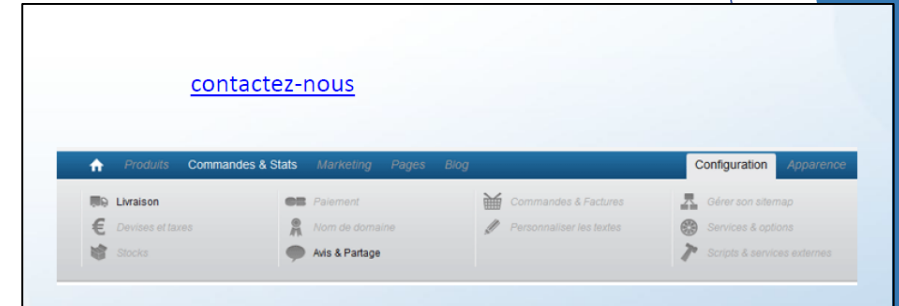 contactez-nous
Produits Commandes & Stats Marketing Pages Blog Configuration Apparence
Livraison Paiement Commandes & Factures Gérer son sitemap
Devises et taxes Nom de domaine Personnaliser les textes Services & options
Stocks Avis & Partage Scripts & services externes